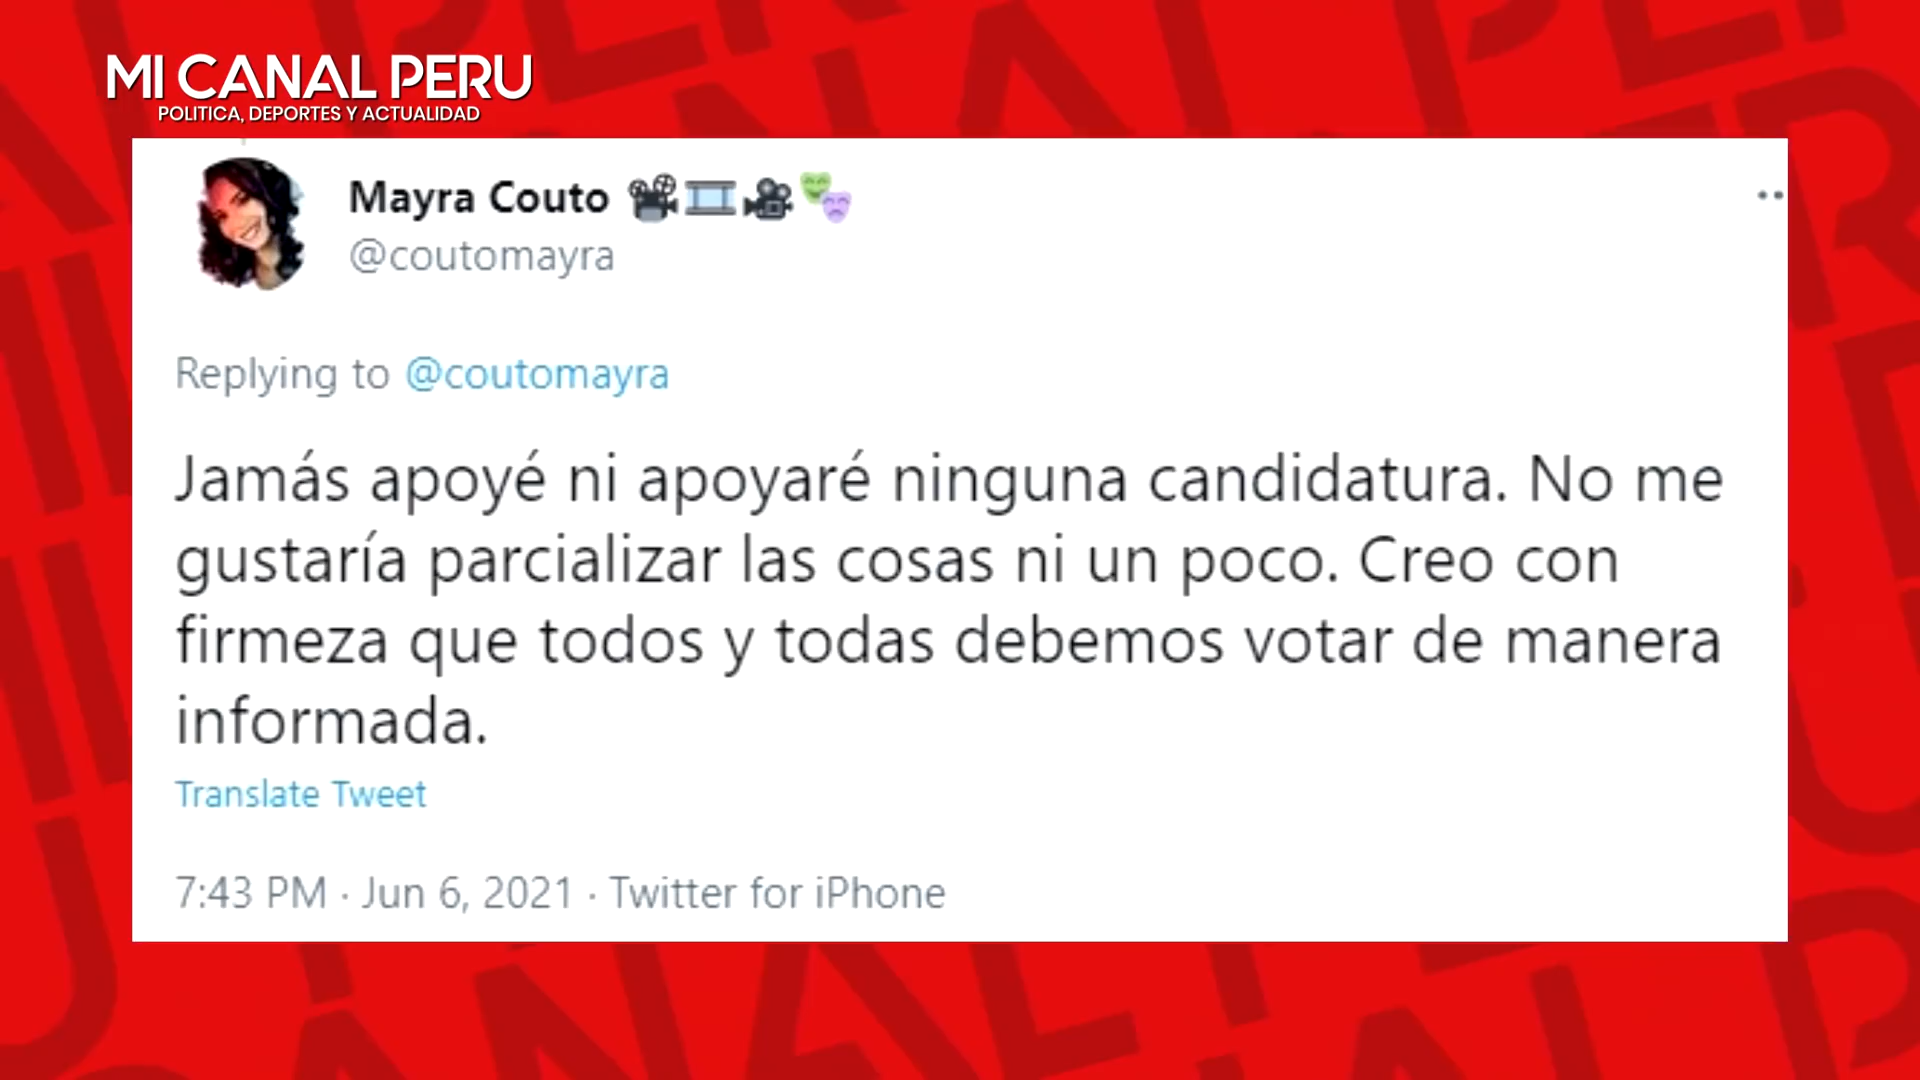 MI CANAL PERU
POLITICA, DEPORTES Y ACTUALIDAD
Mayra Couto
@coutomayra
Replying to @coutomayra
Jamás apoyé ni apoyaré ninguna candidatura. No me
gustaría parcializar las cosas ni un poco. Creo con
firmeza que todos y todas debemos votar de manera
informada.
Translate Tweet
7:43 PM · Jun 6, 2021 · Twitter for iPhone